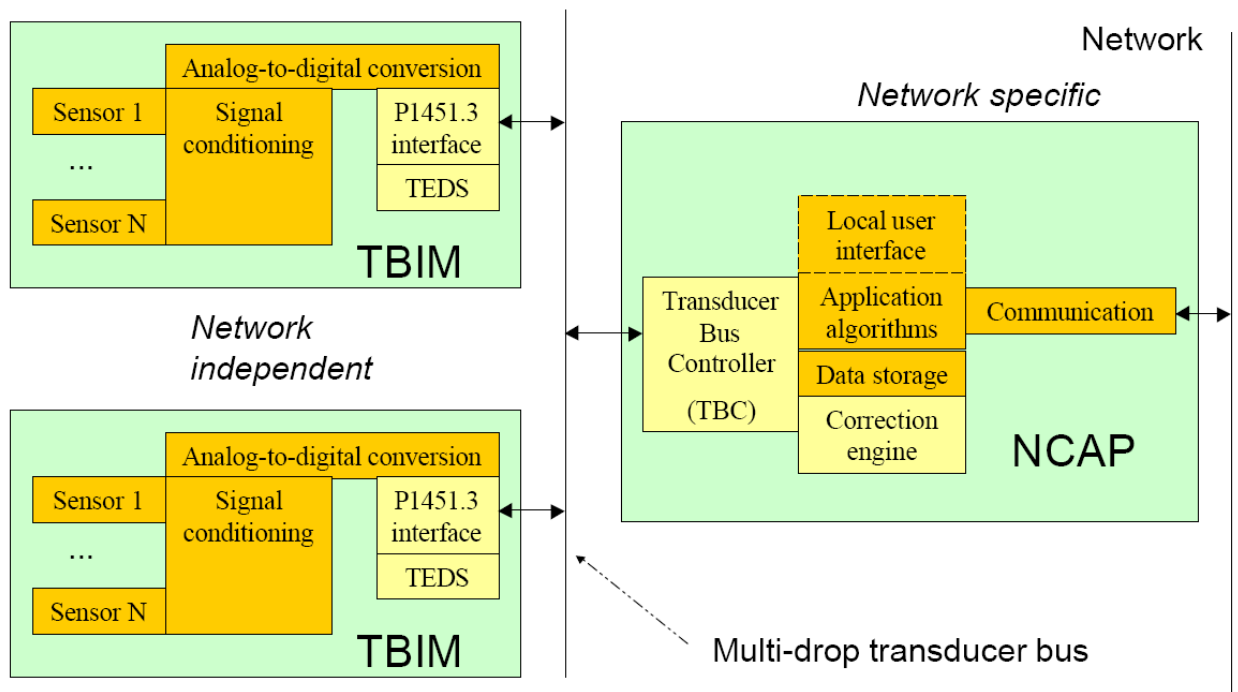 Analog-to-digital conversion
Sensor 1
...
Sensor N
Signal
conditioning
P1451.3
interface
TEDS
TBIM
Network
independent
Analog-to-digital conversion
Sensor 1
...
Sensor N
Signal
conditioning
P1451.3
interface
TEDS
TBIM
Network
Network specific
Local user
interface
Transducer
Bus
Controller
(TBC)
Application
algorithms
Communication
Data storage
Correction
engine
NCAP
Multi-drop transducer bus